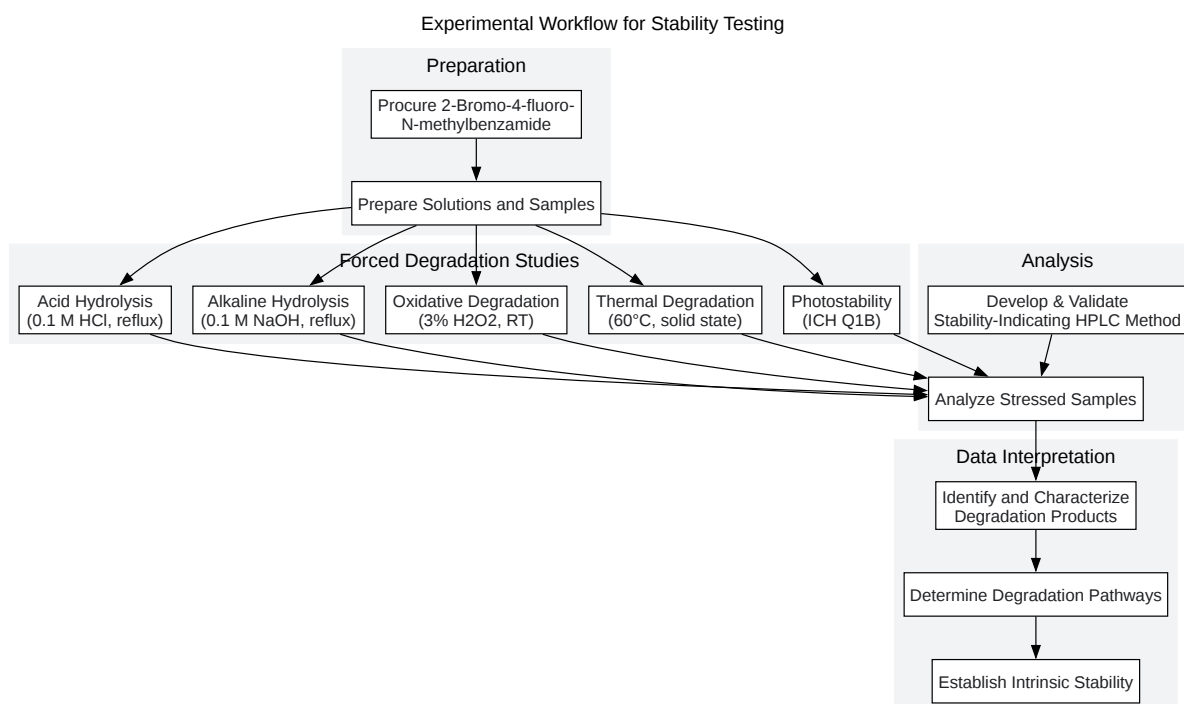 Experimental Workflow for Stability Testing
Preparation
Procure 2-Bromo-4-fluoro-
N-methylbenzamide
Prepare Solutions and Samples
Forced Degradation Studies
Acid Hydrolysis
(0.1 M HCl, reflux)
Alkaline Hydrolysis
(0.1 M NaOH, reflux)
Oxidative Degradation
(3% H2O2, RT)
Thermal Degradation
(60°C, solid state)
Photostability
(ICH Q1B)
Analysis
Develop & Validate
Stability-Indicating HPLC Method
Analyze Stressed Samples
Data Interpretation
Identify and Characterize
Degradation Products
Determine Degradation Pathways
Establish Intrinsic Stability